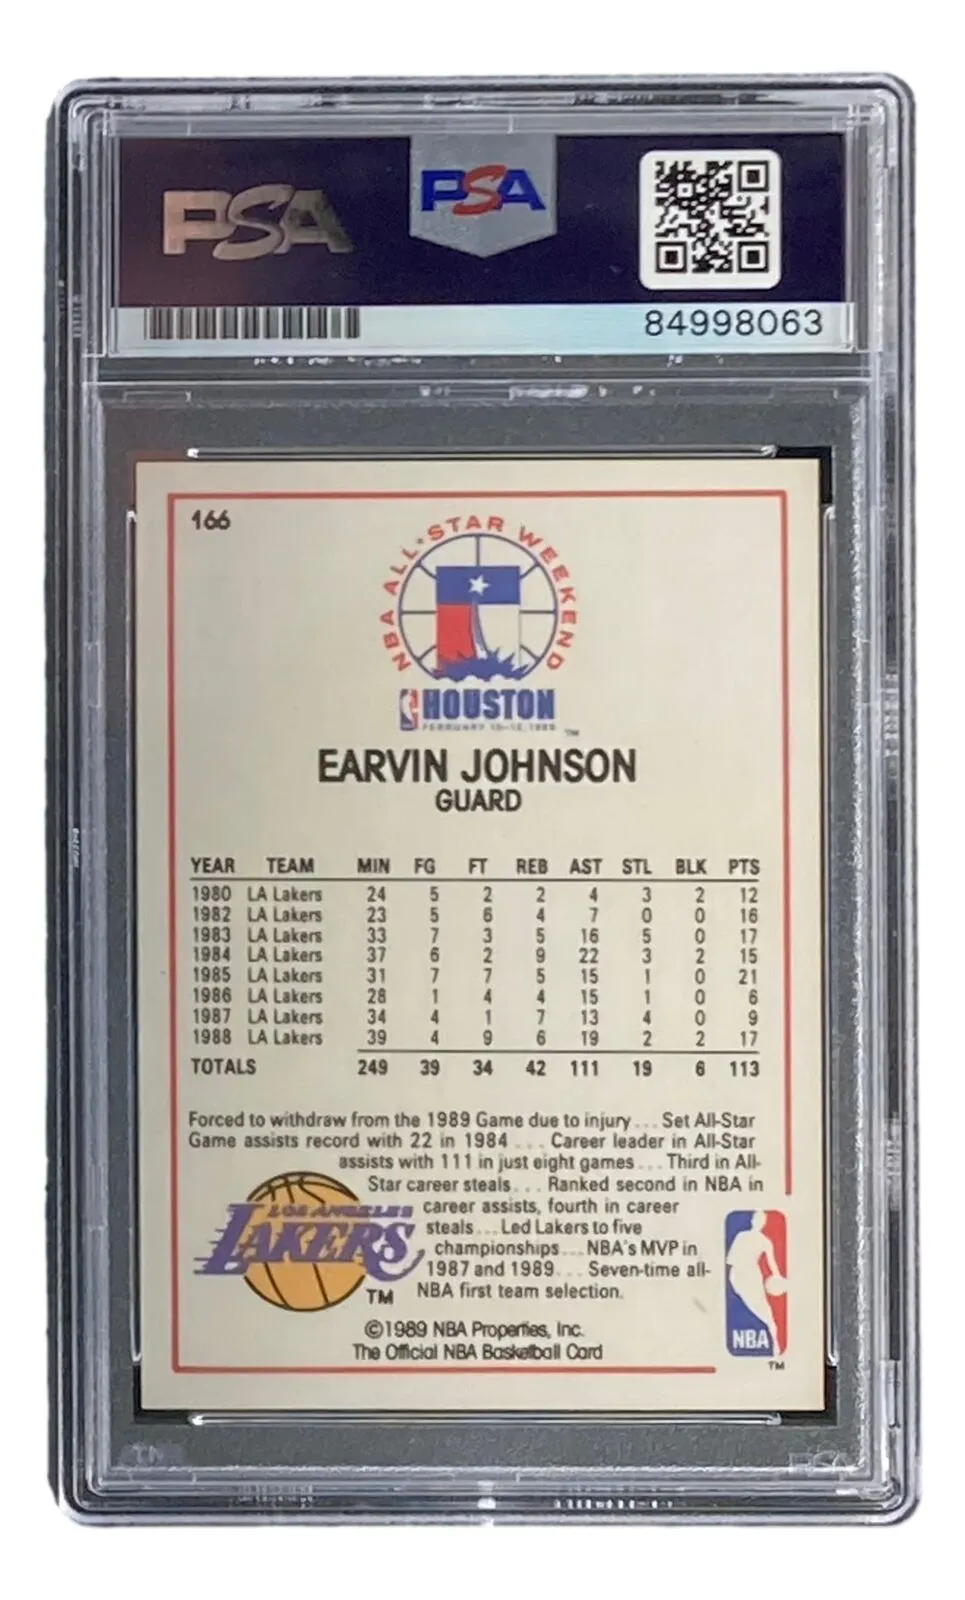 PSA
PSA
84998063
166
NBA ALL-STAR WEEKEND
HOUSTON
FEBRUARY 10-12, 1989
TM
EARVIN JOHNSON
GUARD
YEAR TEAM MIN FG FT REB AST STL BLK PTS
1980 LA Lakers 24 5 2 2 4 3 2 12
1982 LA Lakers 23 5 6 4 7 0 0 16
1983 LA Lakers 33 7 3 5 16 5 0 17
1984 LA Lakers 37 6 2 9 22 3 2 15
1985 LA Lakers 31 7 7 5 15 1 0 21
1986 LA Lakers 28 1 4 4 15 1 0 6
1987 LA Lakers 34 4 1 7 13 4 0 9
1988 LA Lakers 39 4 9 6 19 2 2 17
TOTALS 249 39 34 42 111 19 6 113
Forced to withdraw from the 1989 Game due to injury . . . Set All-Star
Game assists record with 22 in 1984 . . . Career leader in All-Star
assists with 111 in just eight games . . . Third in All-
Star career steals . . . Ranked second in NBA in
career assists, fourth in career
steals . . . Led Lakers to five
championships . . . NBA's MVP in
1987 and 1989 . . . Seven-time all-
NBA first team selection.
LOS ANGELES
LAKERS
TM
NBA
TM
©1989 NBA Properties, Inc.
The Official NBA Basketball Card
PSA